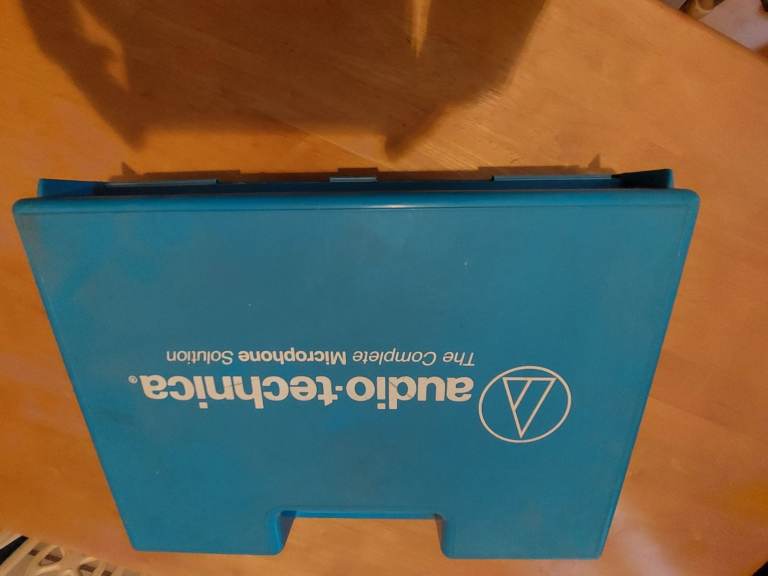 audio-technica®
The Complete Microphone Solution